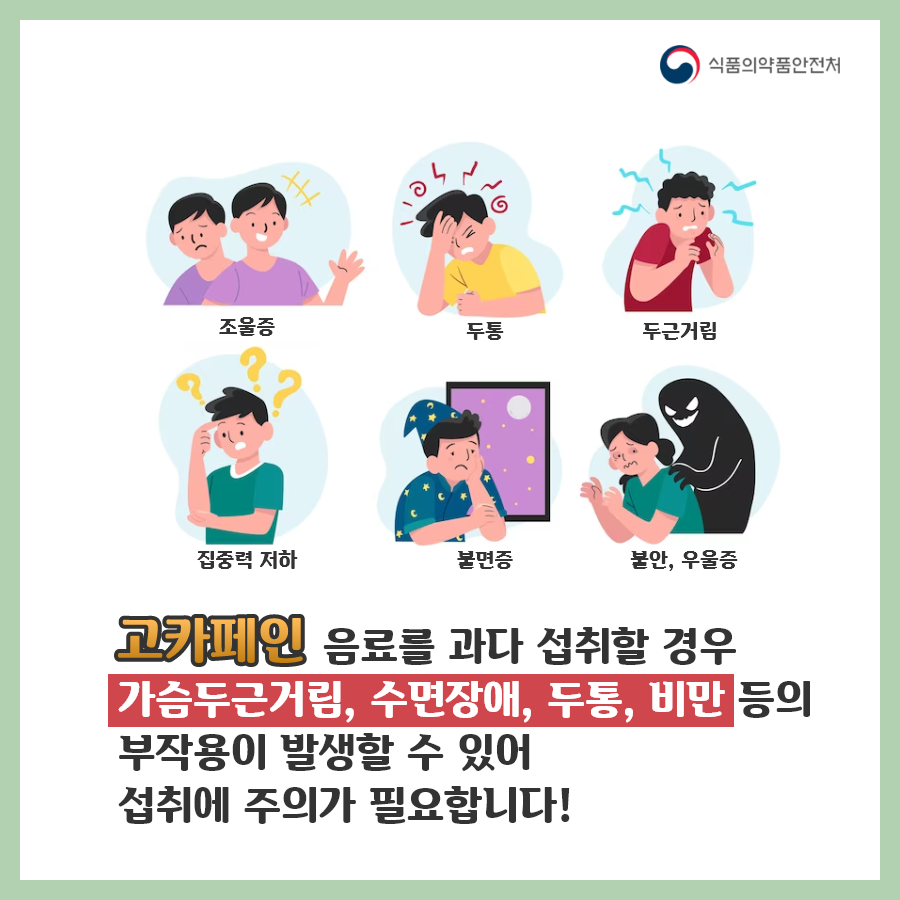 식품의약품안전처
조울증
두통
두근거림
집중력 저하
불면증
불안, 우울증
고캬페인 음료를 과다 섭취할 경우
가슴두근거림, 수면장애, 두통, 비만 등의
부작용이 발생할 수 있어
섭취에 주의가 필요합니다!